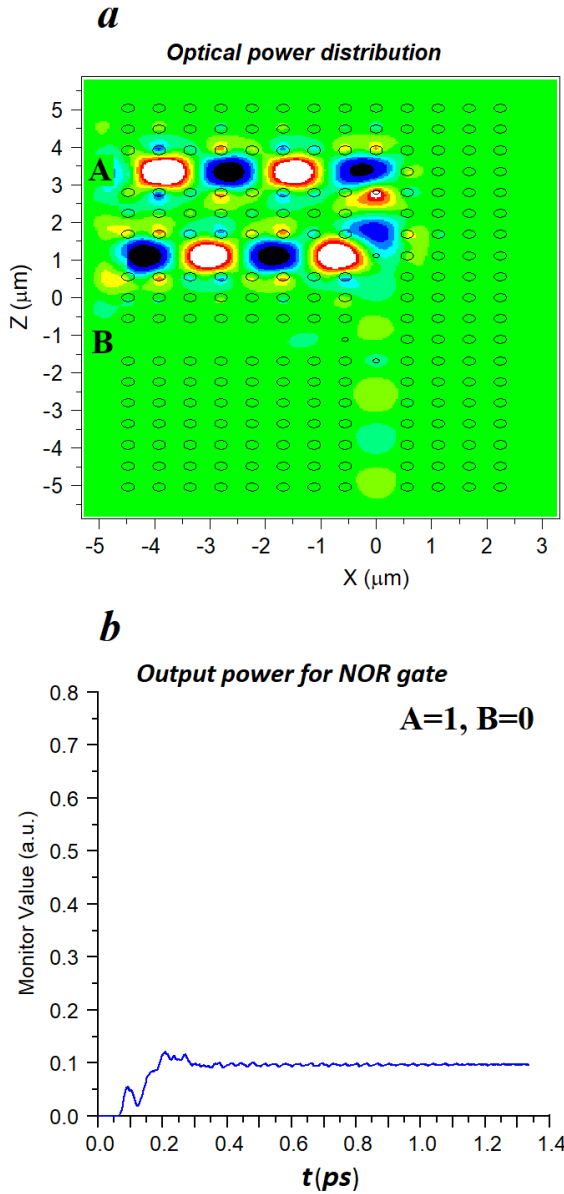 a
Optical power distribution
5
4
A
3
2
1
0
B
-1
-2
-3
-4
-5
Z (μm)
-5 -4 -3 -2 -1 0 1 2 3
X (μm)
b
Output power for NOR gate
A=1, B=0
0.8
0.7
0.6
0.5
0.4
0.3
0.2
0.1
0.0
Monitor Value (a.u.)
0.0 0.2 0.4 0.6 0.8 1.0 1.2 1.4
t(ps)